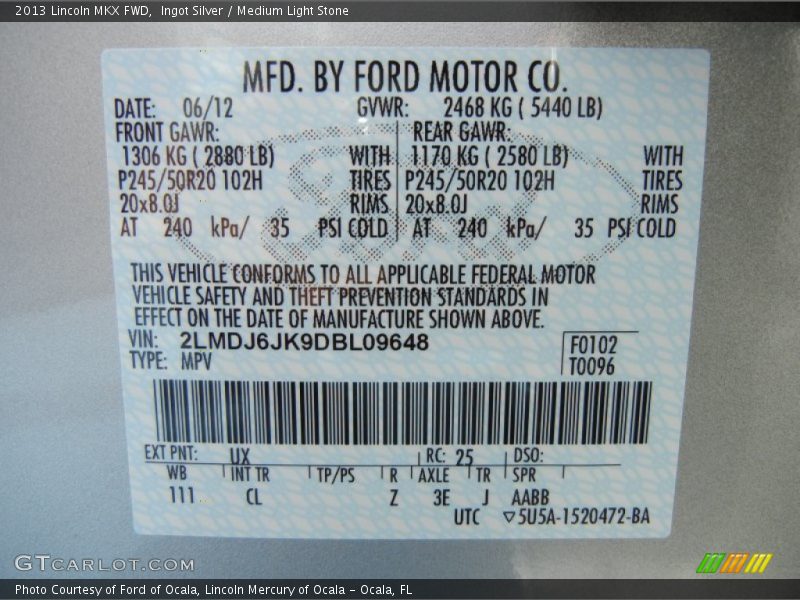 2013 Lincoln MKX FWD,  Ingot Silver / Medium Light Stone
MFD. BY FORD MOTOR CO.
DATE: 06/12 GVWR: 2468 KG ( 5440 LB)
FRONT GAWR: REAR GAWR:
1306 KG ( 2880 LB) WITH 1170 KG ( 2580 LB) WITH
P245/50R20 102H TIRES P245/50R20 102H TIRES
20x8.0J RIMS 20x8.0J RIMS
AT 240 kPa/ 35 PSI COLD AT 240 kPa/ 35 PSI COLD
THIS VEHICLE CONFORMS TO ALL APPLICABLE FEDERAL MOTOR
VEHICLE SAFETY AND THEFT PREVENTION STANDARDS IN
EFFECT ON THE DATE OF MANUFACTURE SHOWN ABOVE.
VIN: 2LMDJ6JK9DBL09648 F0102
TYPE: MPV T0096
EXT PNT: UX RC: 25 DSO:
WB INT TR TP/PS R AXLE TR SPR
111 CL Z 3E J AABB
UTC ▽5U5A-1520472-BA
GTCARLOT.COM
Photo Courtesy of Ford of Ocala, Lincoln Mercury of Ocala - Ocala, FL